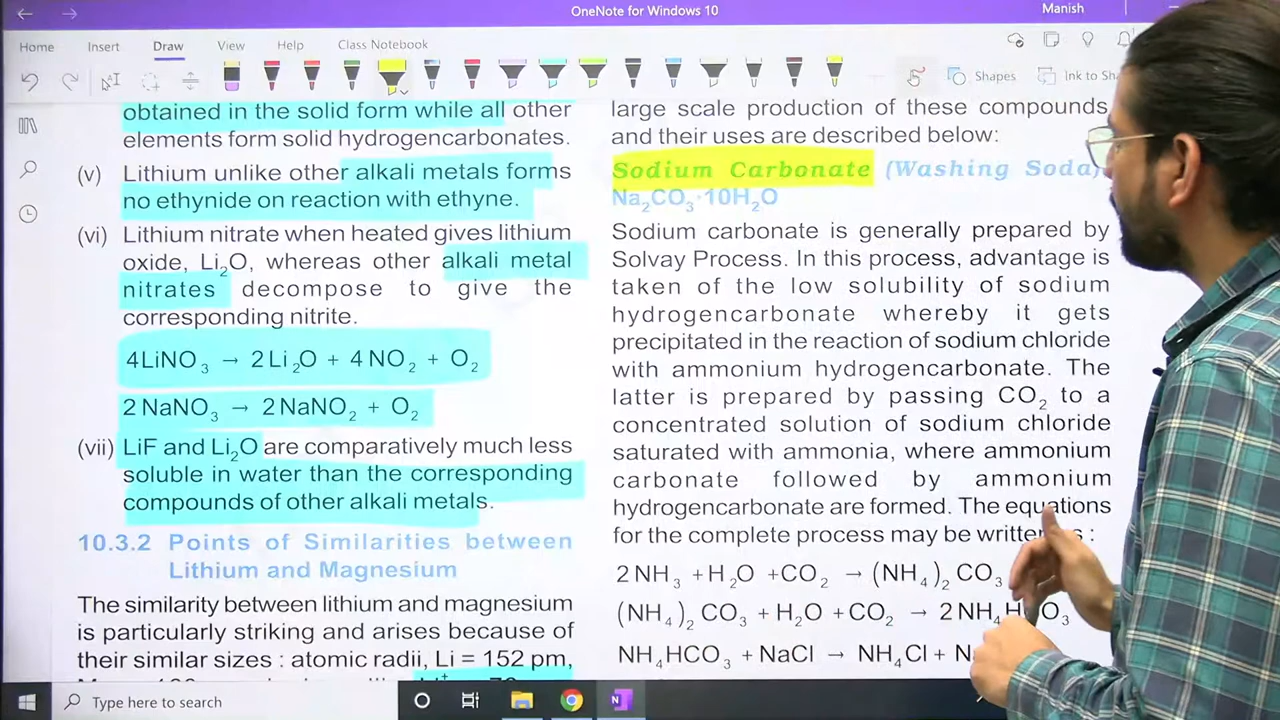 OneNote for Windows 10
Manish
Home Insert Draw View Help Class Notebook
Shapes
Ink to Sha
obtained in the solid form while all other
elements form solid hydrogencarbonates.
(v) Lithium unlike other alkali metals forms
no ethynide on reaction with ethyne.
(vi) Lithium nitrate when heated gives lithium
oxide, Li₂O, whereas other alkali metal
nitrates decompose to give the
corresponding nitrite.
4LiNO₃ → 2Li₂O + 4NO₂ + O₂
2NaNO₃ → 2NaNO₂ + O₂
(vii) LiF and Li₂O are comparatively much less
soluble in water than the corresponding
compounds of other alkali metals.
10.3.2 Points of Similarities between
Lithium and Magnesium
The similarity between lithium and magnesium
is particularly striking and arises because of
their similar sizes : atomic radii, Li = 152 pm,
large scale production of these compounds
and their uses are described below:
Sodium Carbonate (Washing Soda)
Na₂CO₃·10H₂O
Sodium carbonate is generally prepared by
Solvay Process. In this process, advantage is
taken of the low solubility of sodium
hydrogencarbonate whereby it gets
precipitated in the reaction of sodium chloride
with ammonium hydrogencarbonate. The
latter is prepared by passing CO₂ to a
concentrated solution of sodium chloride
saturated with ammonia, where ammonium
carbonate followed by ammonium
hydrogencarbonate are formed. The equations
for the complete process may be written :
2NH₃ + H₂O + CO₂ → (NH₄)₂CO₃
(NH₄)₂CO₃ + H₂O + CO₂ → 2NH₄H O₃
NH₄HCO₃ + NaCl → NH₄Cl + N
Type here to search